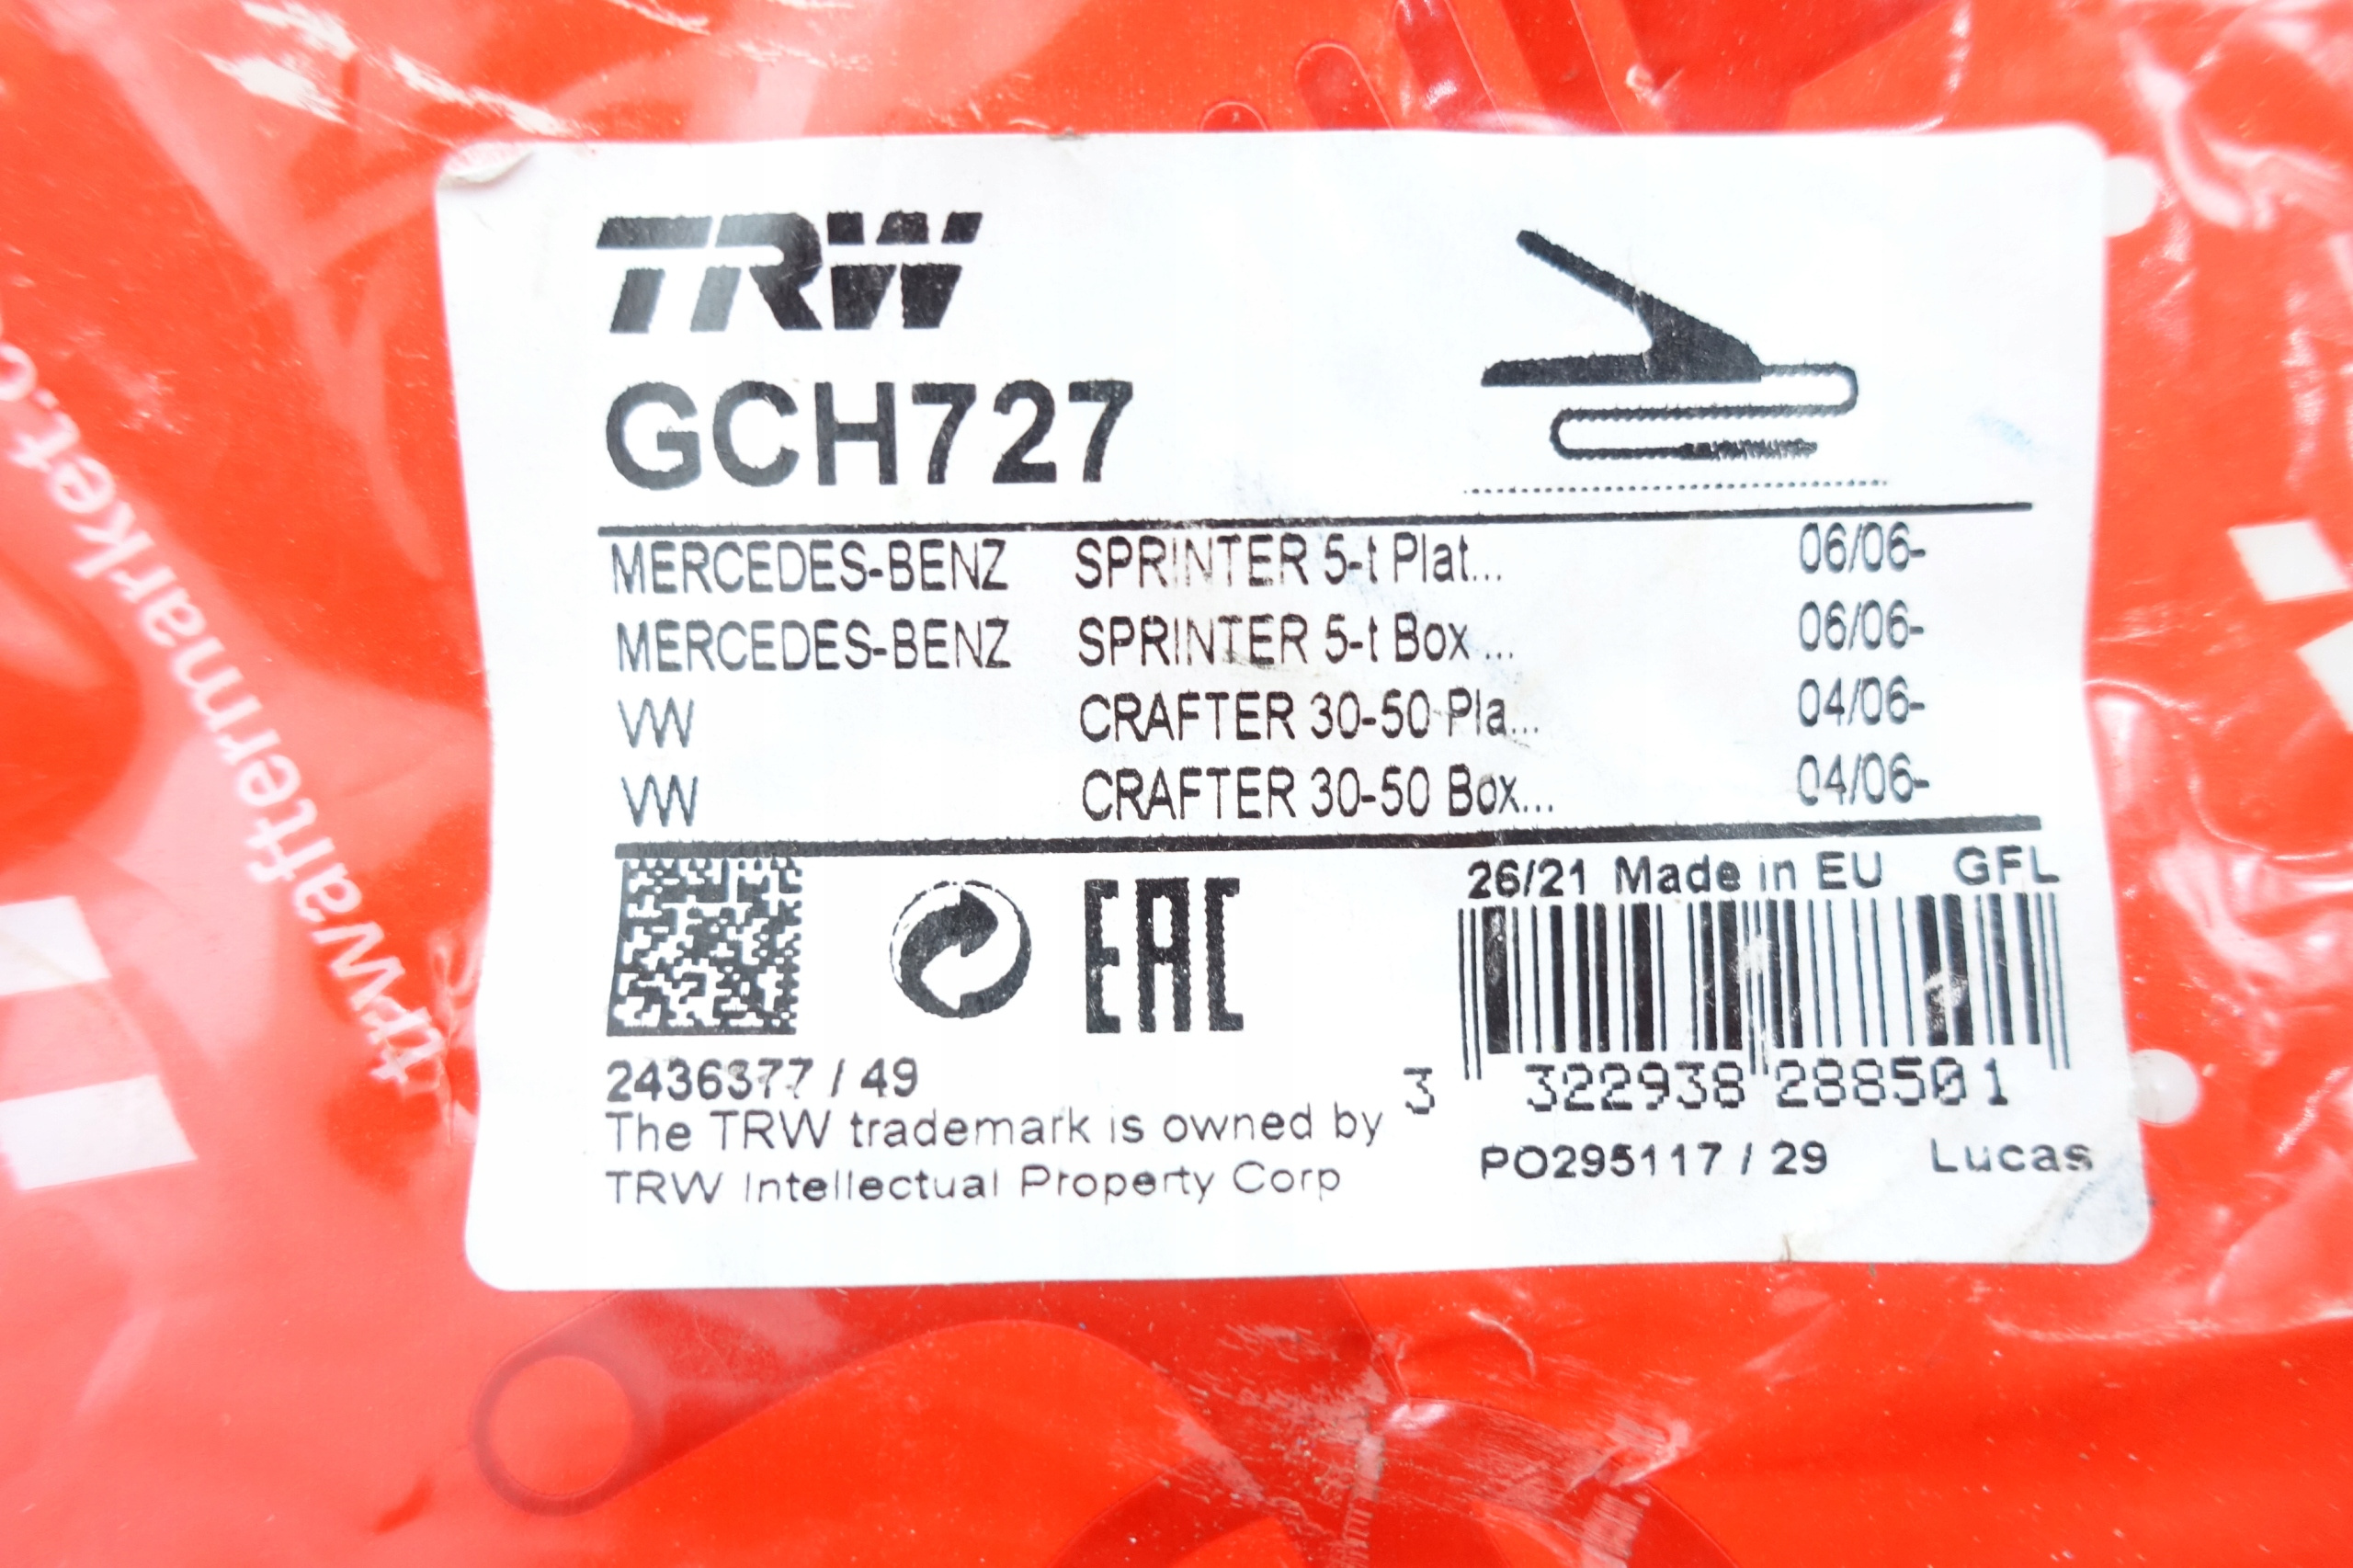 TRW
GCH727
MERCEDES-BENZ SPRINTER 5-t Plat... 06/06-
MERCEDES-BENZ SPRINTER 5-t Box ... 06/06-
VW CRAFTER 30-50 Pla... 04/06-
VW CRAFTER 30-50 Box... 04/06-
26/21 Made in EU GFL
EAC
2436377 / 49
3 322938 288501
The TRW trademark is owned by
TRW Intellectual Property Corp
PO295117 / 29 Lucas
trwaftermarket.c